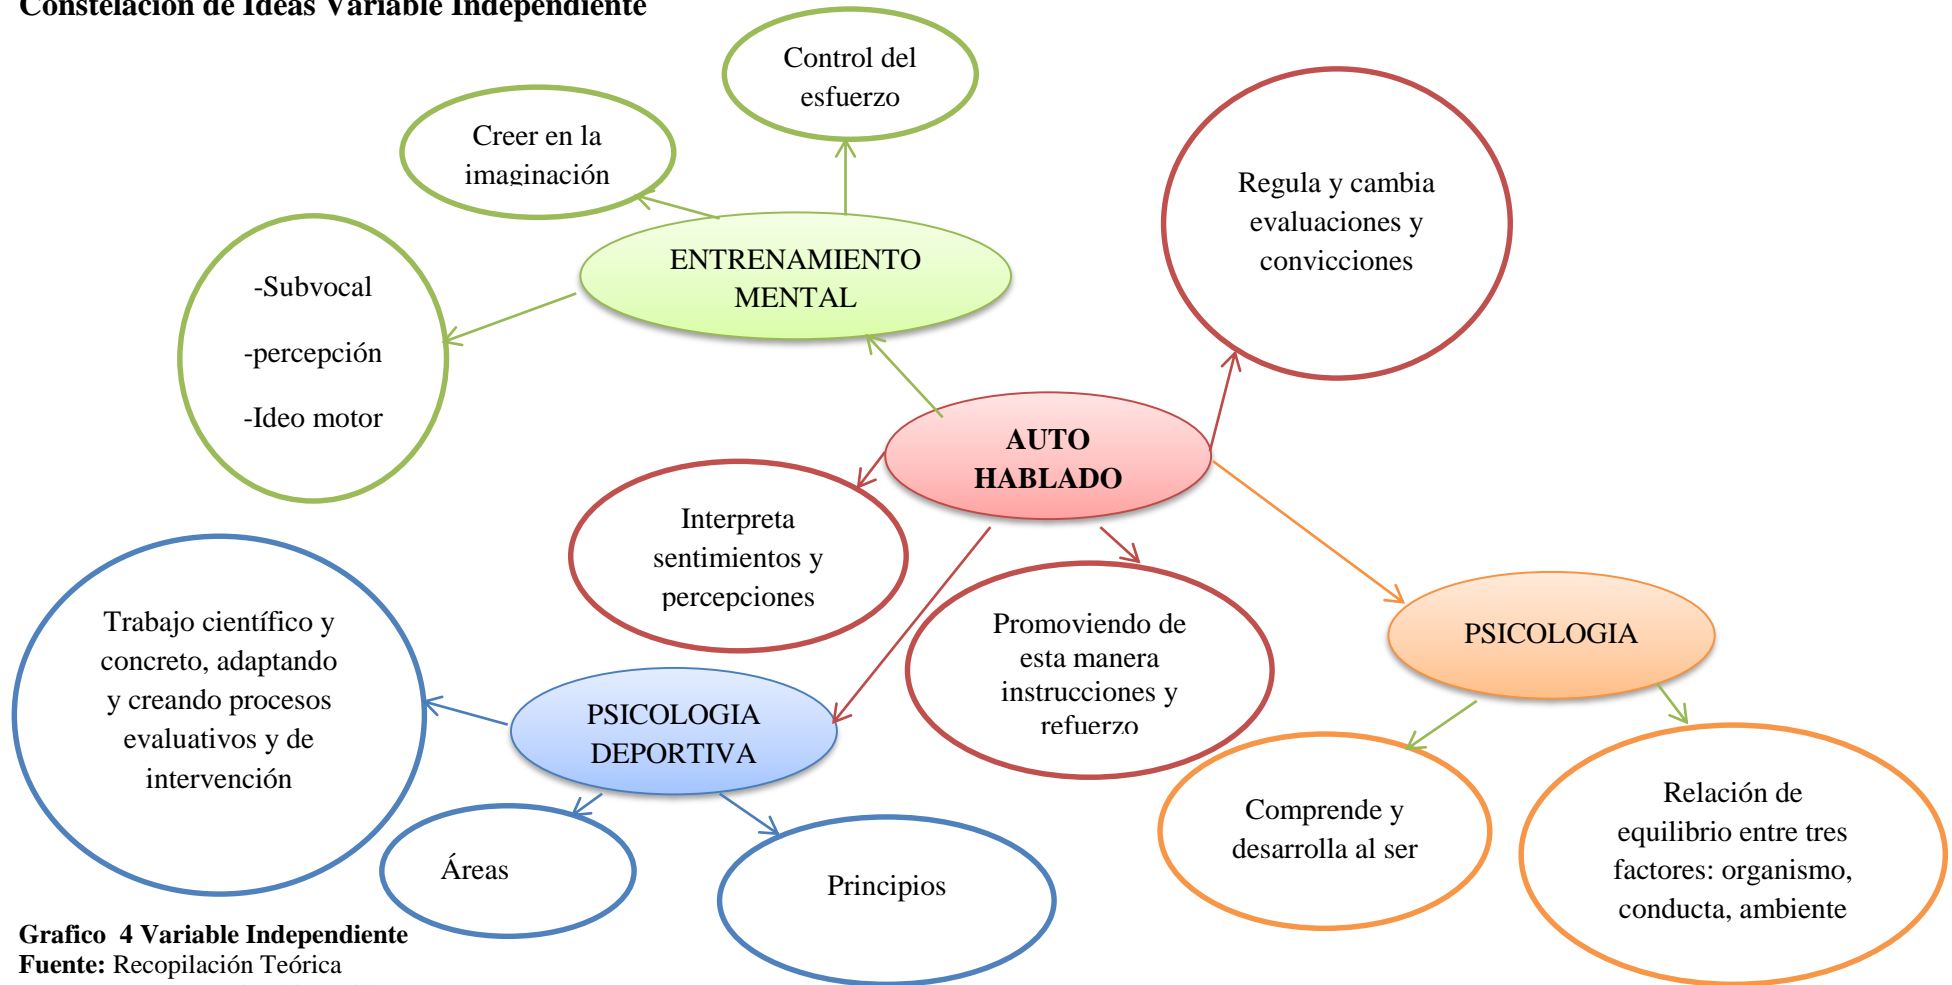 Constelación de Ideas Variable Independiente
Control del
esfuerzo
Creer en la
imaginación
Regula y cambia
evaluaciones y
convicciones
ENTRENAMIENTO
MENTAL
-Subvocal
-percepción
-Ideo motor
AUTO
HABLADO
Interpreta
sentimientos y
percepciones
Promoviendo de
esta manera
instrucciones y
refuerzo
PSICOLOGIA
Trabajo científico y
concreto, adaptando
y creando procesos
evaluativos y de
intervención
PSICOLOGIA
DEPORTIVA
Comprende y
desarrolla al ser
Relación de
equilibrio entre tres
factores: organismo,
conducta, ambiente
Áreas
Principios
Grafico 4 Variable Independiente
Fuente: Recopilación Teórica